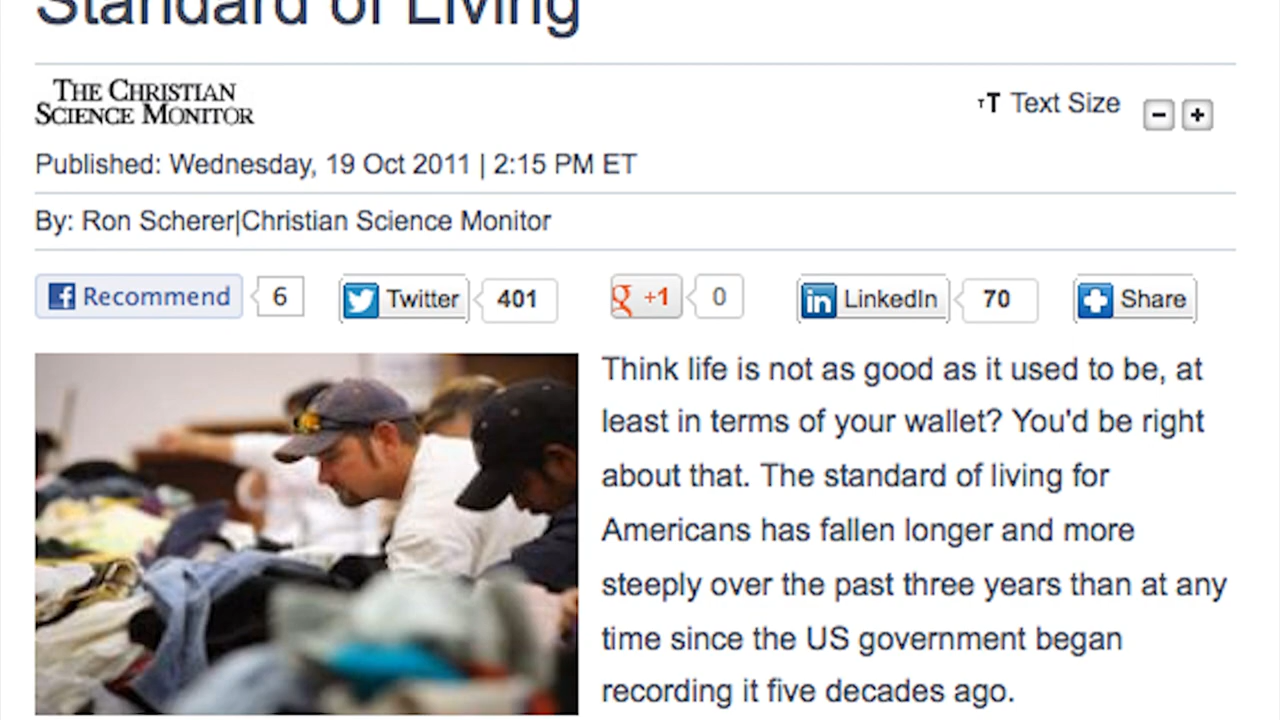 Standard of Living
THE CHRISTIAN
SCIENCE MONITOR
TT Text Size - +
Published: Wednesday, 19 Oct 2011 | 2:15 PM ET
By: Ron Scherer|Christian Science Monitor
f Recommend 6 Twitter 401 g +1 0 in LinkedIn 70 + Share
Think life is not as good as it used to be, at
least in terms of your wallet? You'd be right
about that. The standard of living for
Americans has fallen longer and more
steeply over the past three years than at any
time since the US government began
recording it five decades ago.